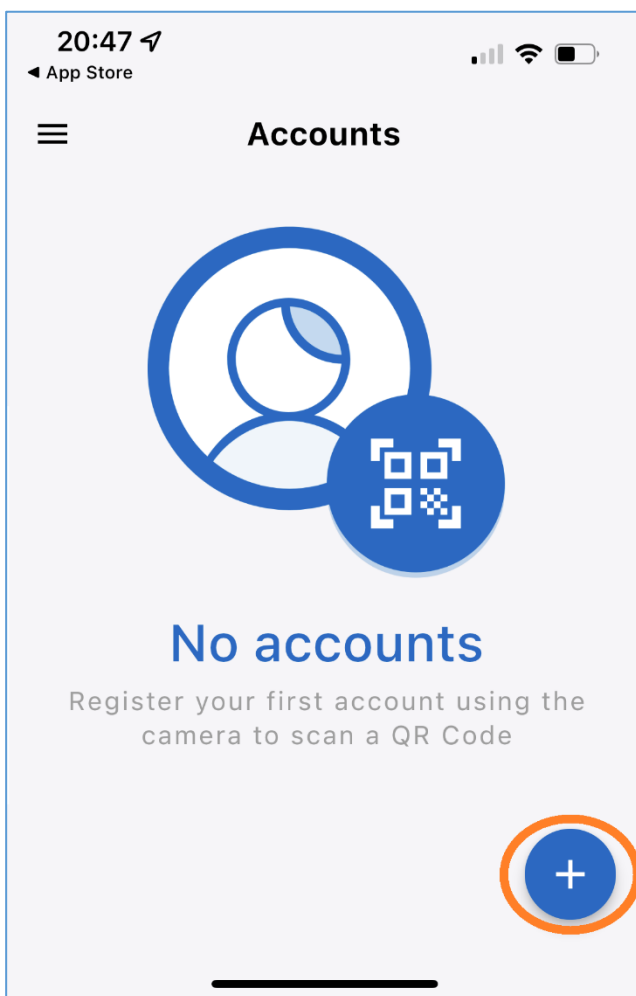 20:47
App Store
Accounts
No accounts
Register your first account using the
camera to scan a QR Code
+